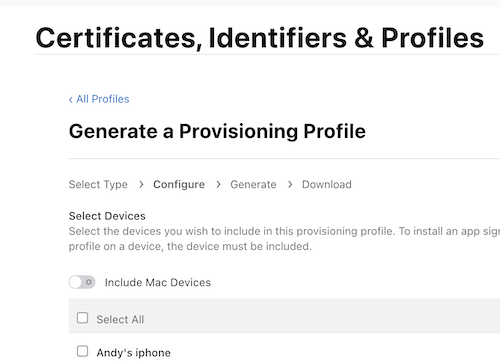 Certificates, Identifiers & Profiles
‹ All Profiles
Generate a Provisioning Profile
Select Type › Configure › Generate › Download
Select Devices
Select the devices you wish to include in this provisioning profile. To install an app sig
profile on a device, the device must be included.
Include Mac Devices
Select All
Andy's iphone